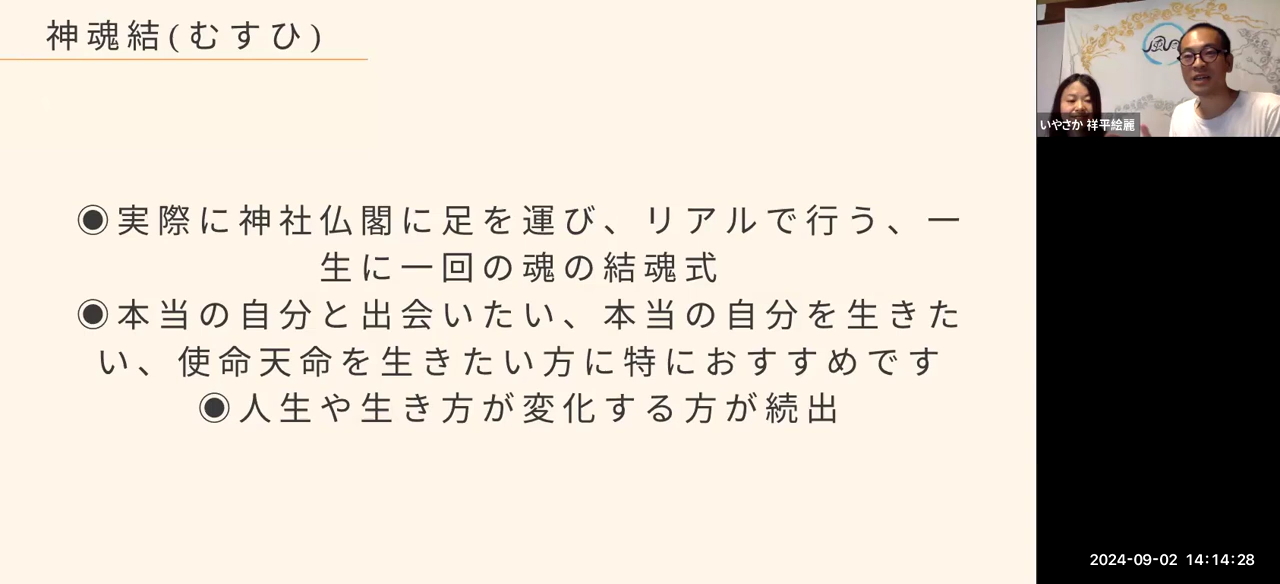 神魂結(むすひ)
◉実際に神社仏閣に足を運び、リアルで行う、一
生に一回の魂の結魂式
◉本当の自分と出会いたい、本当の自分を生きた
い、使命天命を生きたい方に特におすすめです
◉人生や生き方が変化する方が続出
いやさか 祥平絵麗
2024-09-02 14:14:28